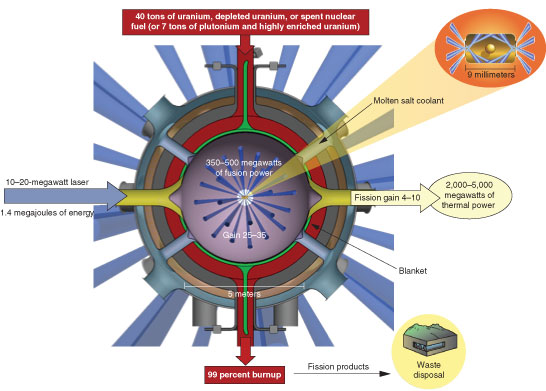 40 tons of uranium, depleted uranium, or spent nuclear
fuel (or 7 tons of plutonium and highly enriched uranium)
9 millimeters
Molten salt coolant
350–500 megawatts
of fusion power
10–20-megawatt laser
1.4 megajoules of energy
Fission gain 4–10
2,000–5,000
megawatts of
thermal power
Gain 25–35
Blanket
5 meters
99 percent burnup
Fission products
Waste
disposal